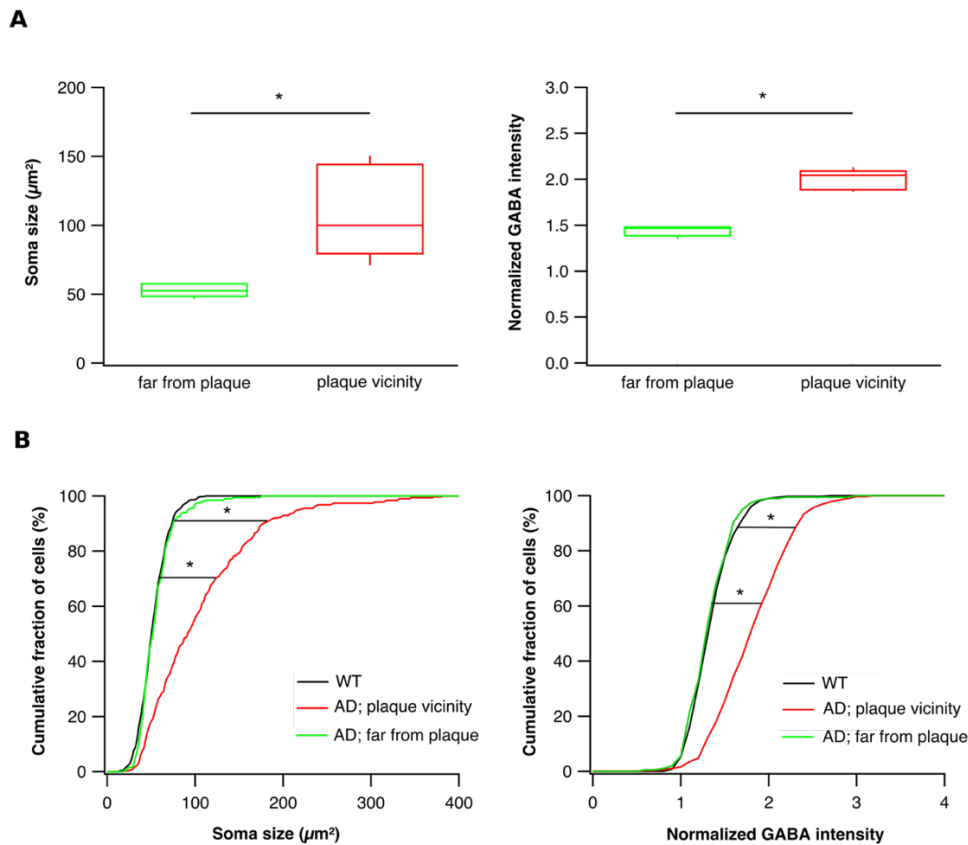 A
200
150
100
50
0
Soma size (µm²)
*
far from plaque
plaque vicinity
3.0
2.5
2.0
1.5
1.0
0.5
0.0
Normalized GABA intensity
*
far from plaque
plaque vicinity
B
100
80
60
40
20
0
Cumulative fraction of cells (%)
*
*
WT
AD; plaque vicinity
AD; far from plaque
0
100
200
300
400
Soma size (µm²)
100
80
60
40
20
0
Cumulative fraction of cells (%)
*
*
WT
AD; plaque vicinity
AD; far from plaque
0
1
2
3
4
Normalized GABA intensity